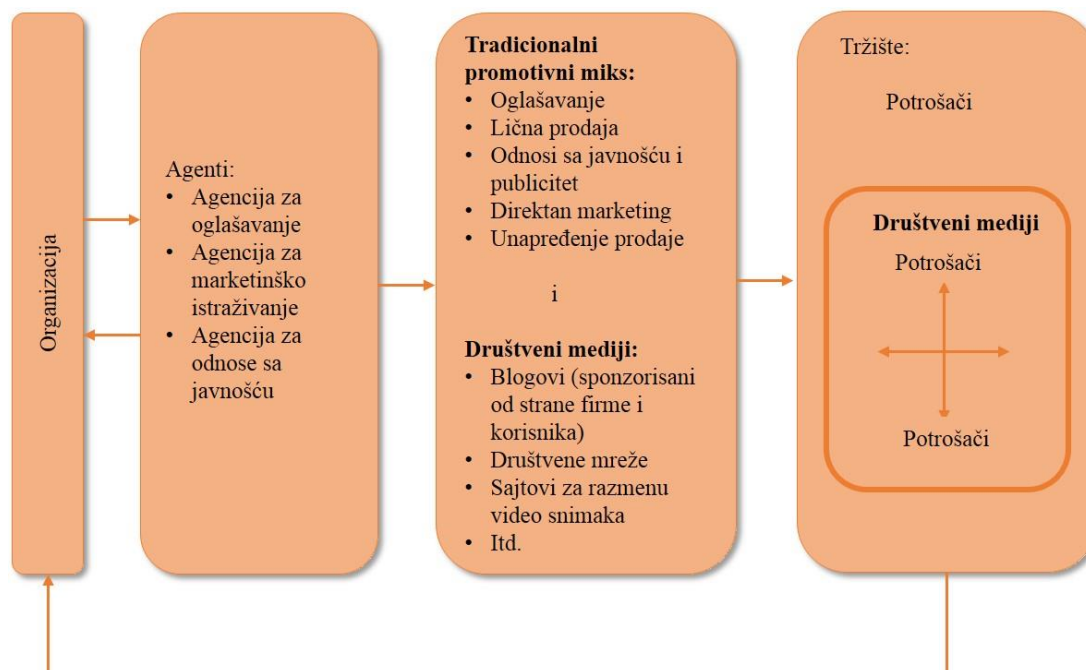 Organizacija
Agenti:
• Agencija za
oglašavanje
• Agencija za
marketinško
istraživanje
• Agencija za
odnose sa
javnošću
Tradicionalni
promotivni miks:
• Oglašavanje
• Lična prodaja
• Odnosi sa javnošću i
publicitet
• Direktan marketing
• Unapređenje prodaje
i
Društveni mediji:
• Blogovi (sponzorisani
od strane firme i
korisnika)
• Društvene mreže
• Sajtovi za razmenu
video snimaka
• Itd.
Tržište:
Potrošači
Društveni mediji
Potrošači
Potrošači